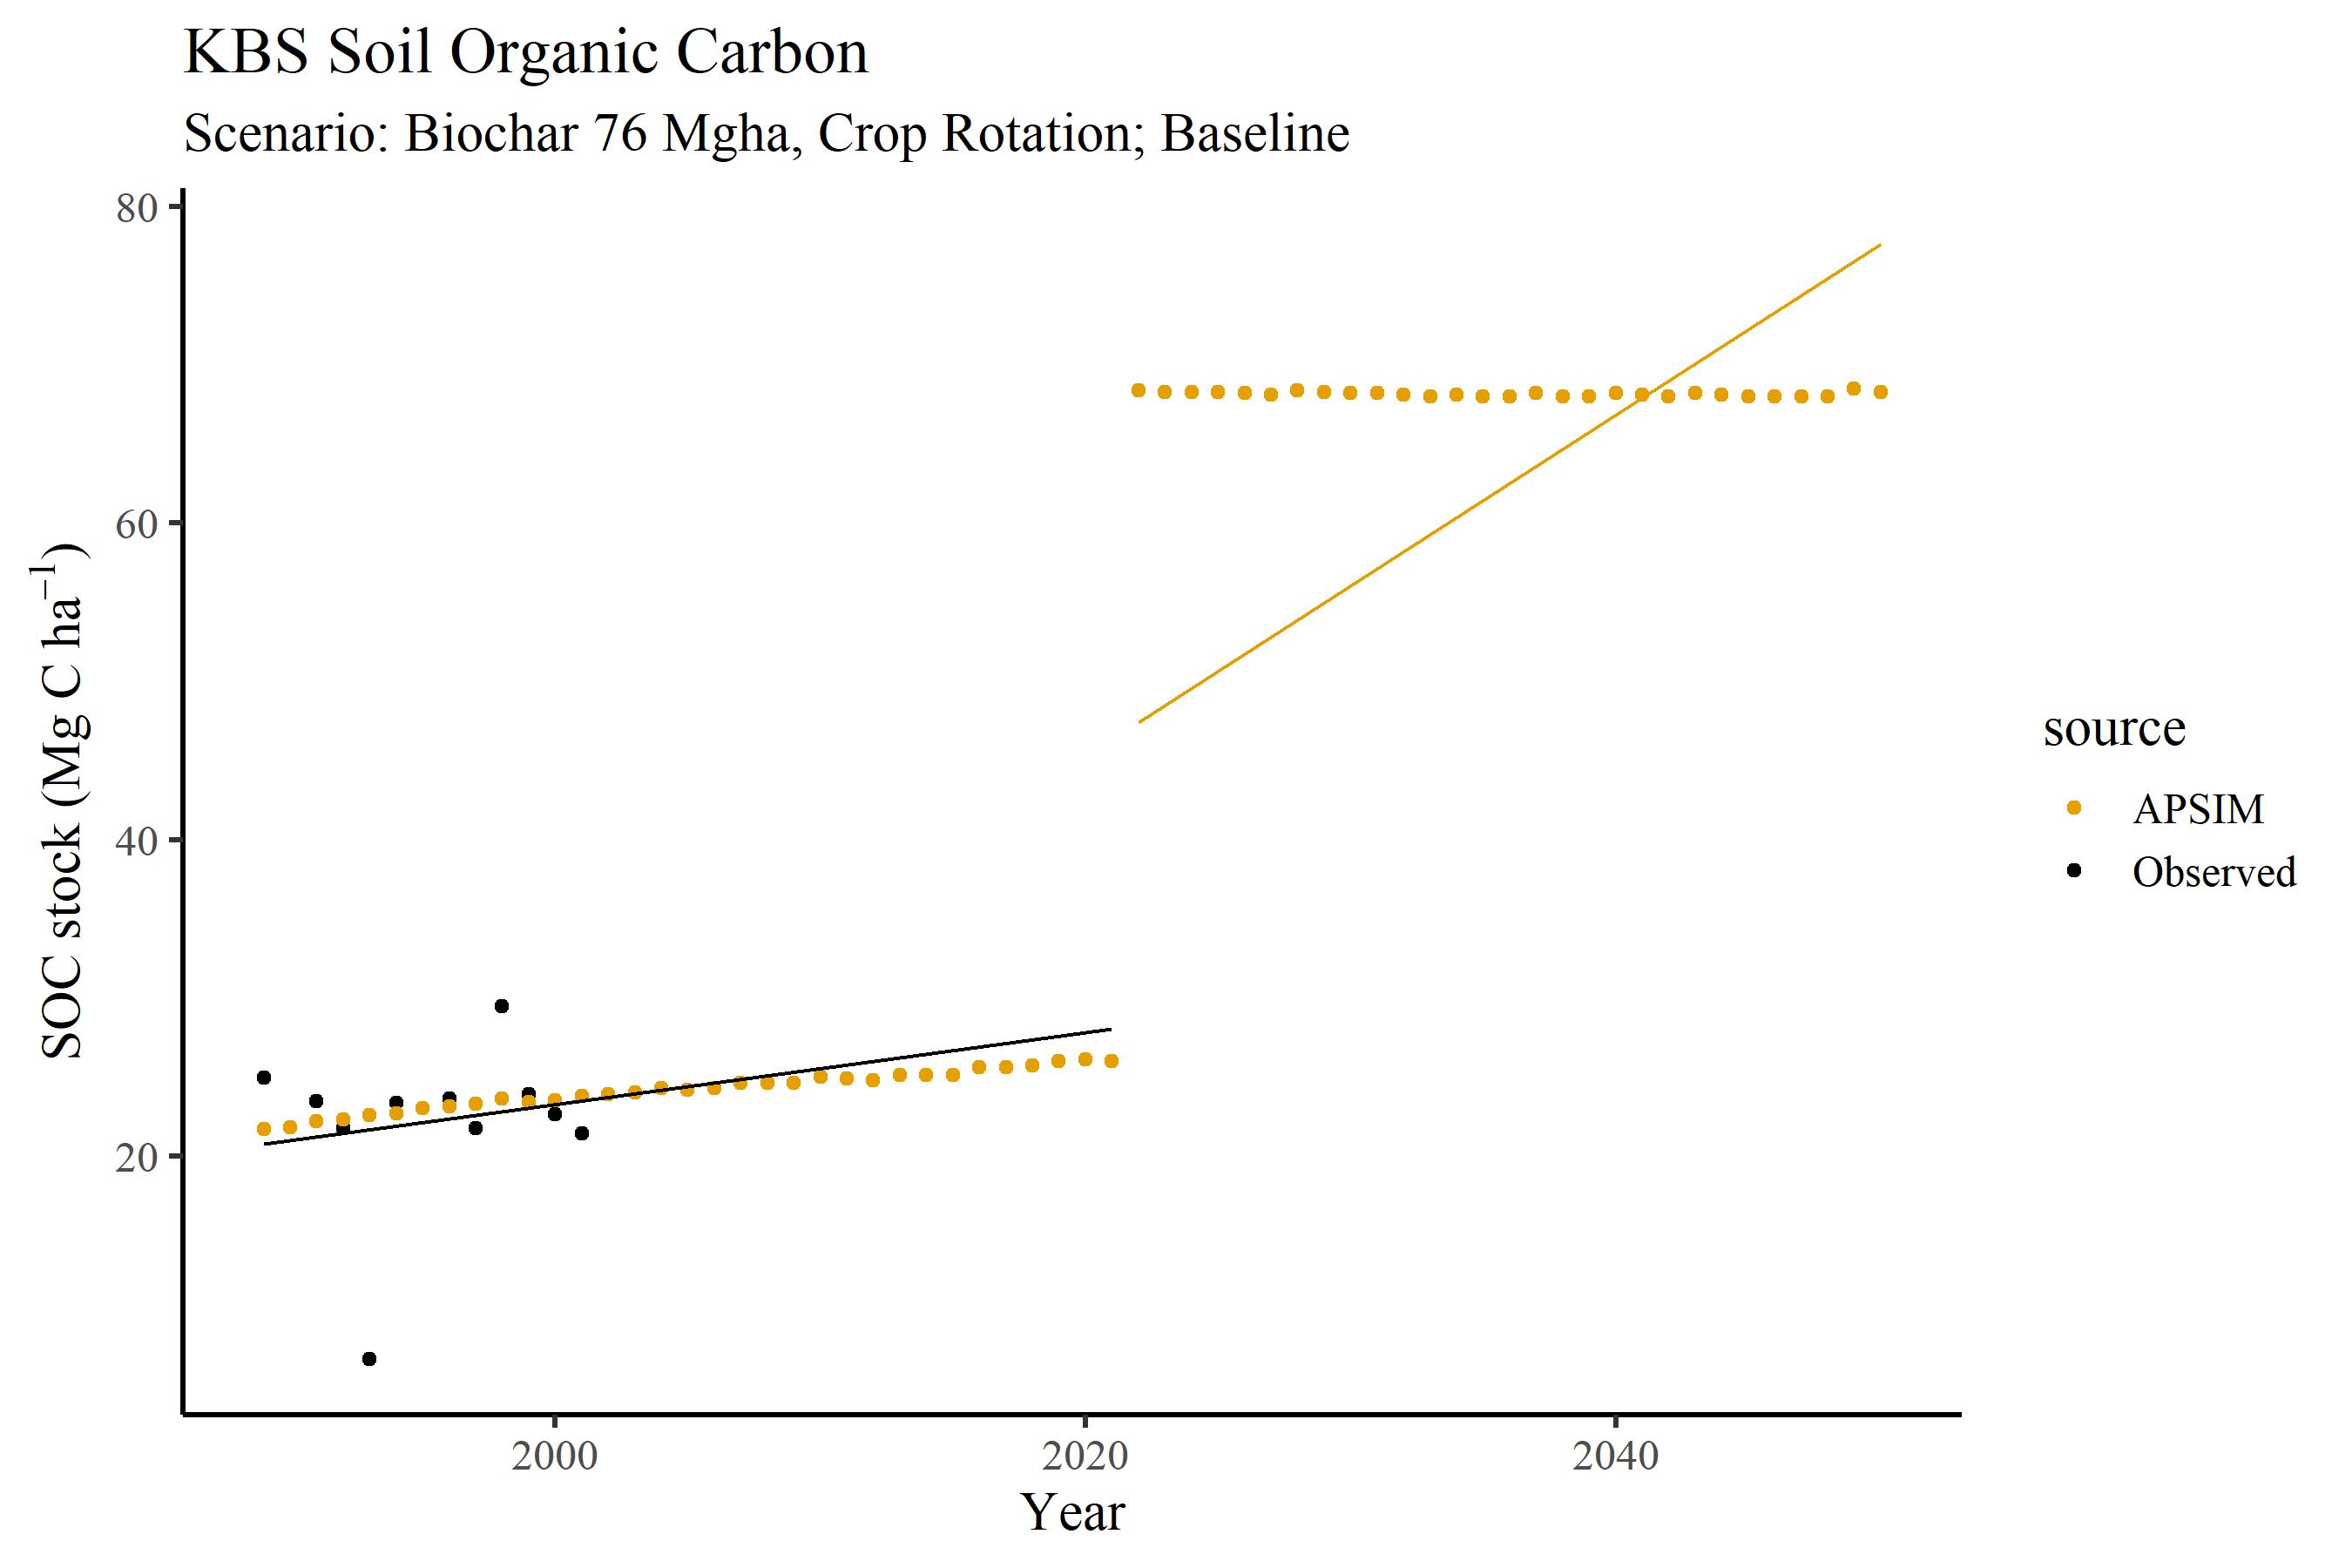 KBS Soil Organic Carbon
Scenario: Biochar 76 Mgha, Crop Rotation; Baseline
SOC stock (Mg C ha⁻¹)
80
60
40
20
2000
2020
2040
Year
source
APSIM
Observed